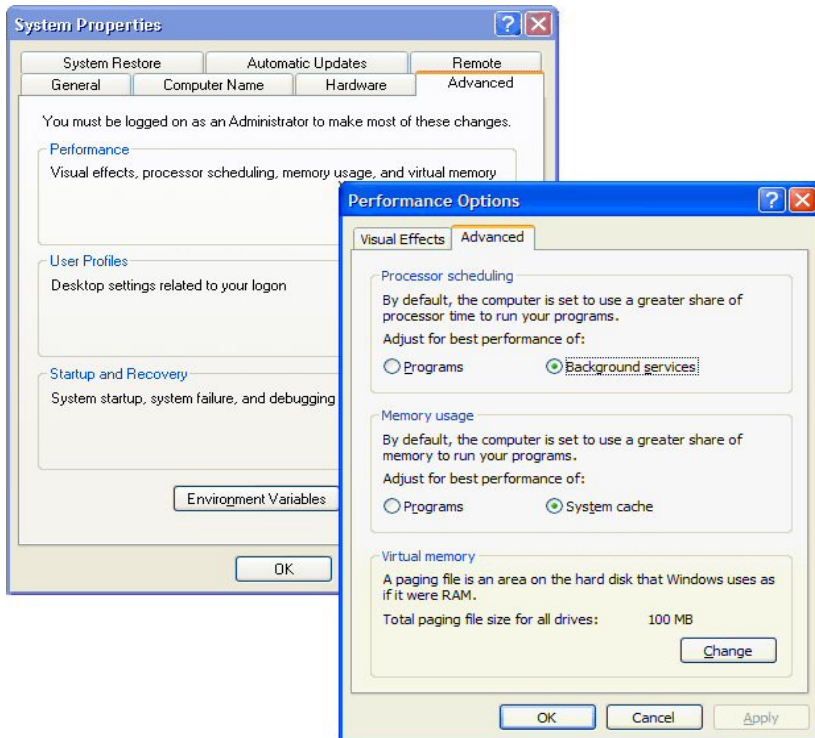 System Properties
System Restore
Automatic Updates
Remote
General
Computer Name
Hardware
Advanced
You must be logged on as an Administrator to make most of these changes.
Performance
Visual effects, processor scheduling, memory usage, and virtual memory
User Profiles
Desktop settings related to your logon
Startup and Recovery
System startup, system failure, and debugging
Environment Variables
OK
Performance Options
Visual Effects
Advanced
Processor scheduling
By default, the computer is set to use a greater share of
processor time to run your programs.
Adjust for best performance of:
Programs
Background services
Memory usage
By default, the computer is set to use a greater share of
memory to run your programs.
Adjust for best performance of:
Programs
System cache
Virtual memory
A paging file is an area on the hard disk that Windows uses as
if it were RAM.
Total paging file size for all drives:
100 MB
Change
OK
Cancel
Apply